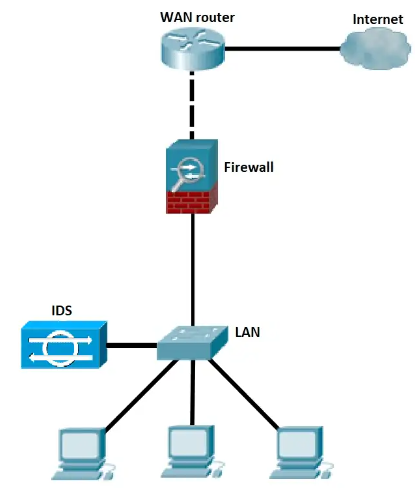 WAN router
Internet
Firewall
IDS
LAN